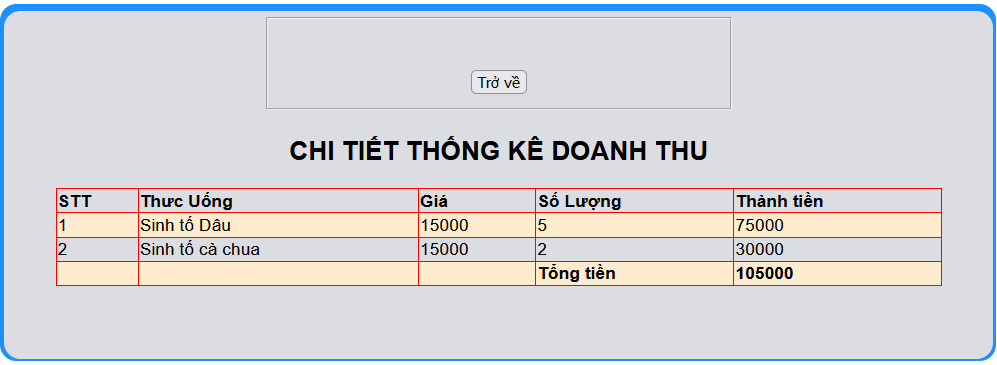 Trở về
CHI TIẾT THỐNG KÊ DOANH THU
STT Thưc Uống Giá Số Lượng Thành tiền
1 Sinh tố Dâu 15000 5 75000
2 Sinh tố cà chua 15000 2 30000
Tổng tiền 105000